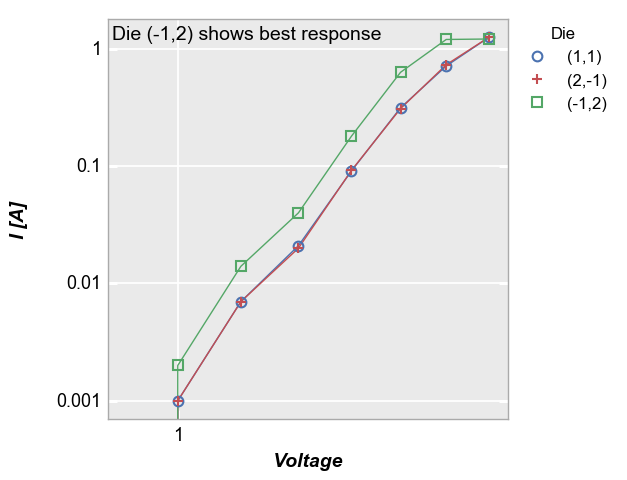 Die (-1,2) shows best response
Die
(1,1)
(2,-1)
(-1,2)
1
0.1
0.01
0.001
I [A]
1
Voltage